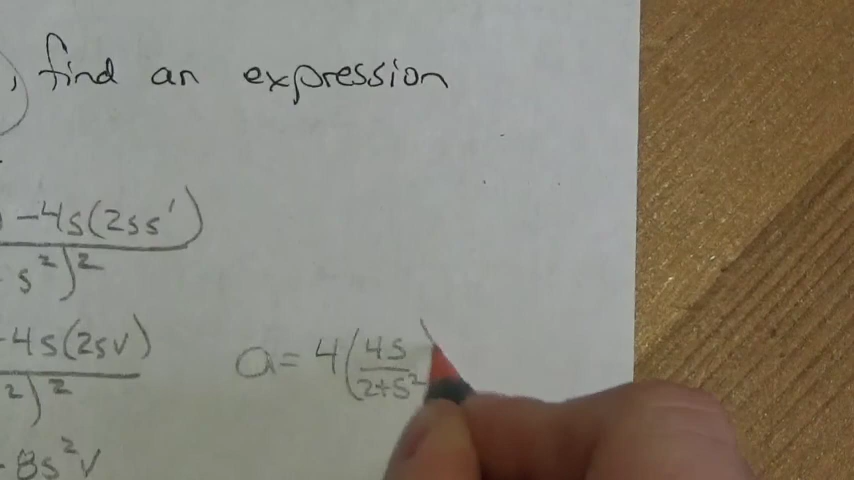 , find an expression
) -4s(2ss')
s²)²
-4s(2sv)
²)²
a = 4(4s/(2+s²)
8s²v